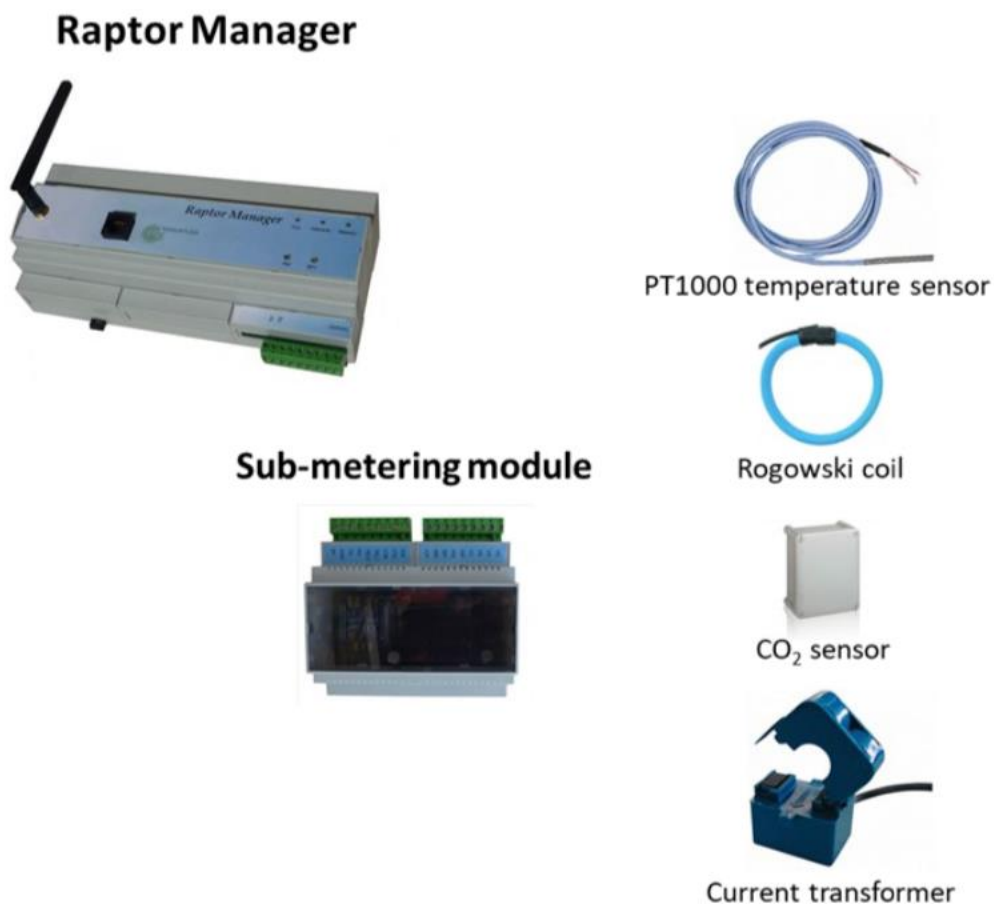 Raptor Manager
Raptor Manager
PT1000 temperature sensor
Rogowski coil
Sub-metering module
CO₂ sensor
Current transformer